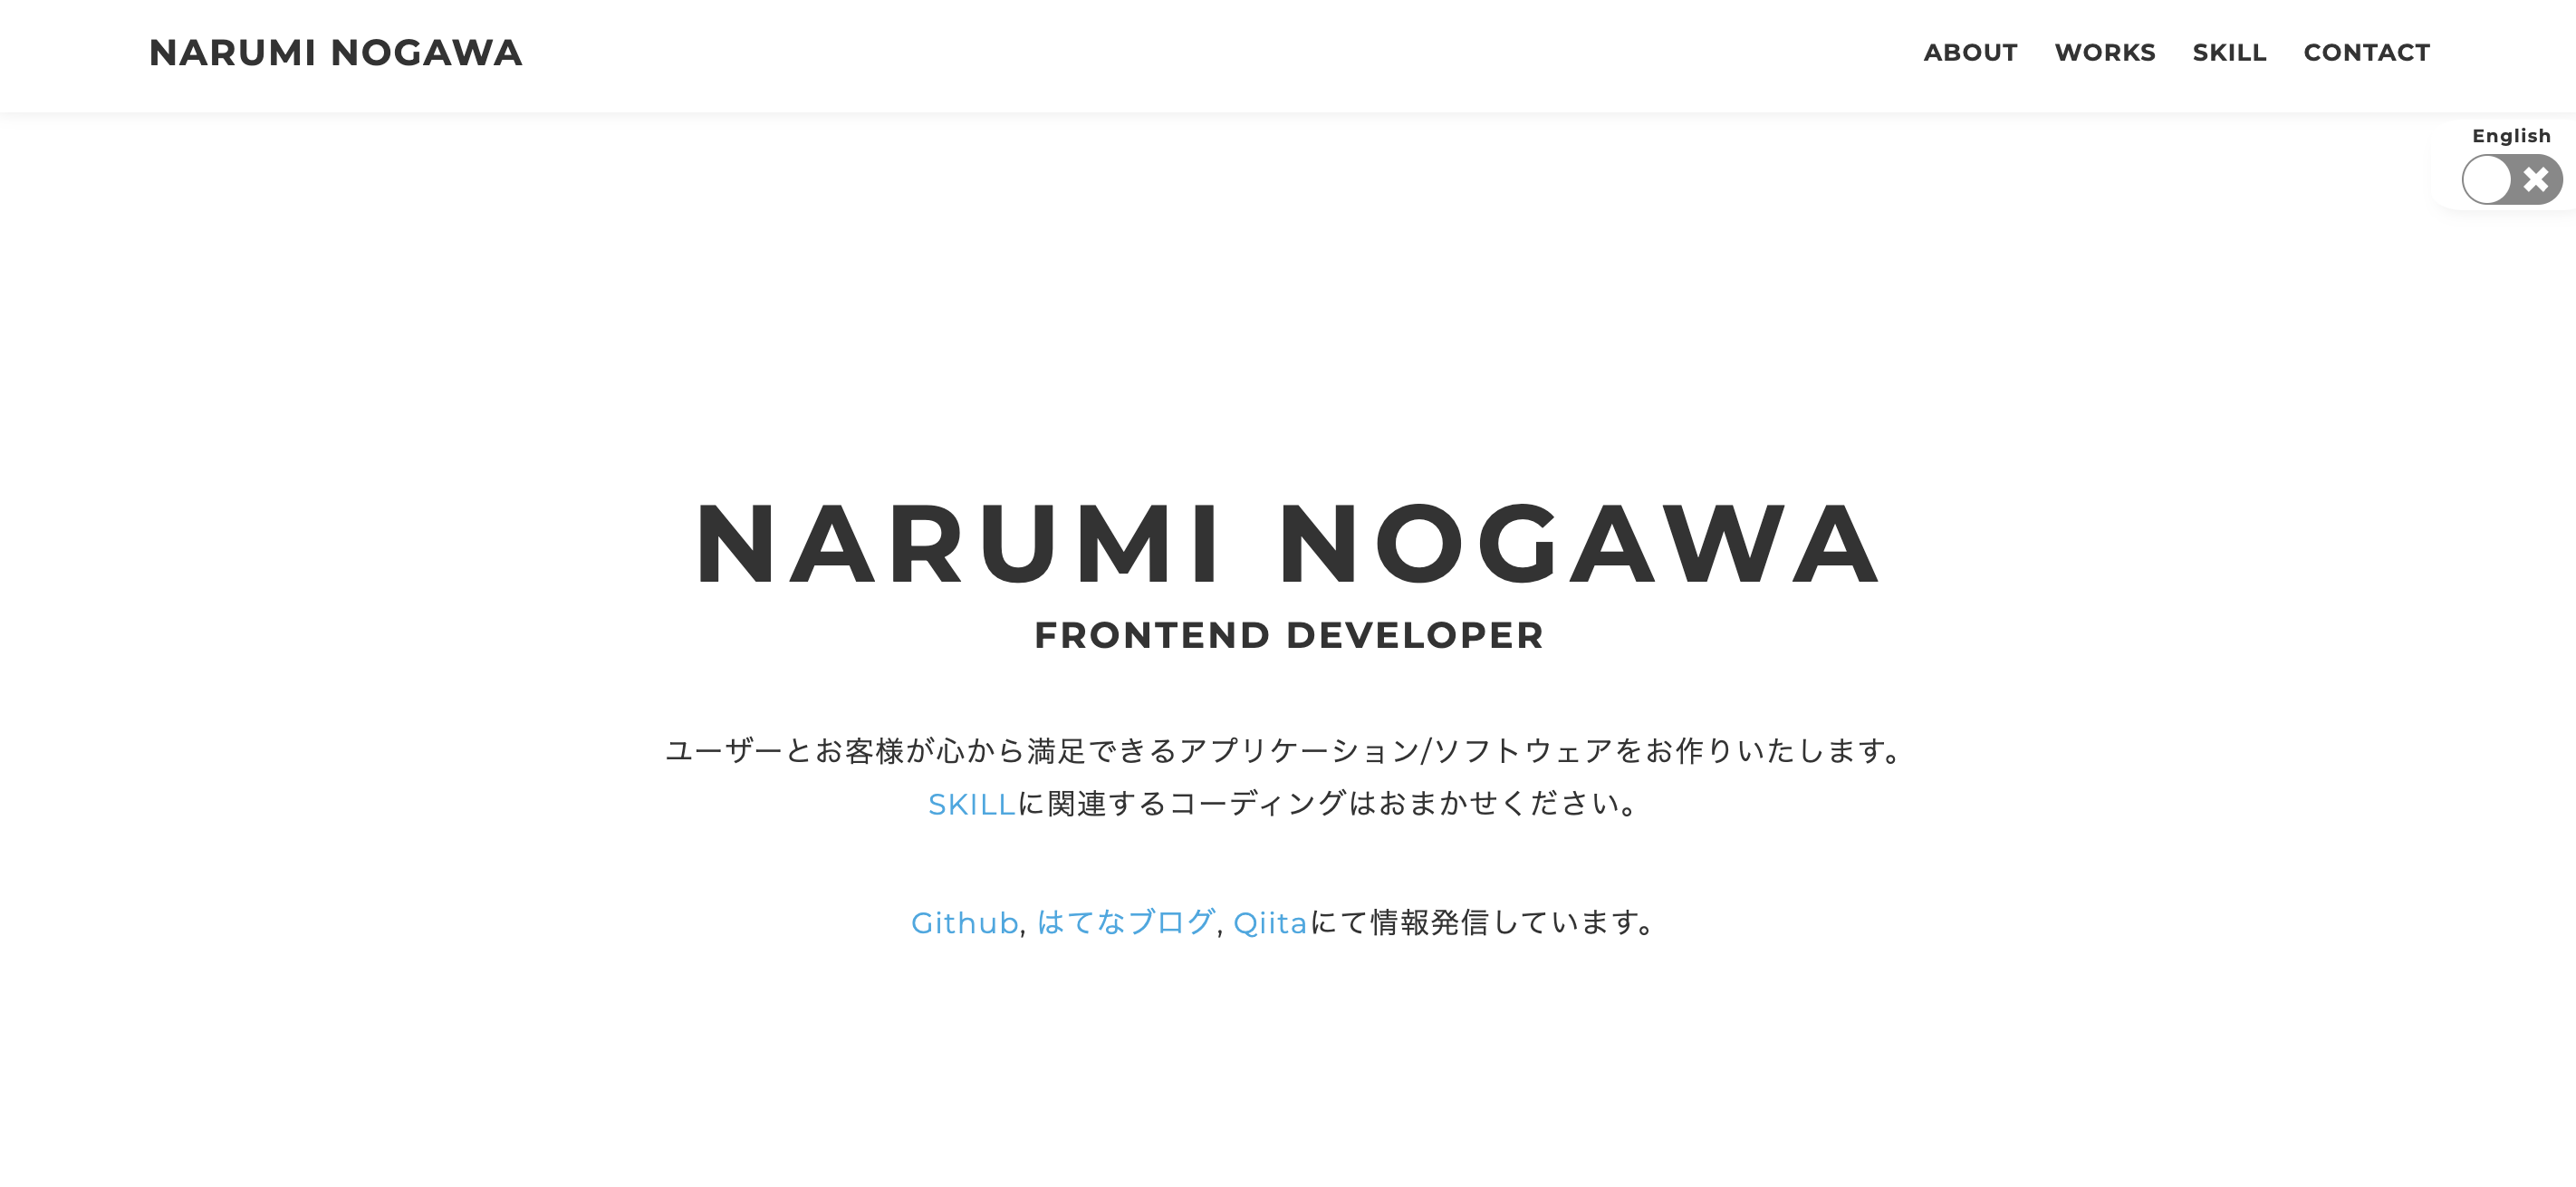 NARUMI NOGAWA
ABOUT WORKS SKILL CONTACT
English
NARUMI NOGAWA
FRONTEND DEVELOPER
ユーザーとお客様が心から満足できるアプリケーション/ソフトウェアをお作りいたします。
SKILLに関連するコーディングはおまかせください。
Github, はてなブログ, Qiitaにて情報発信しています。